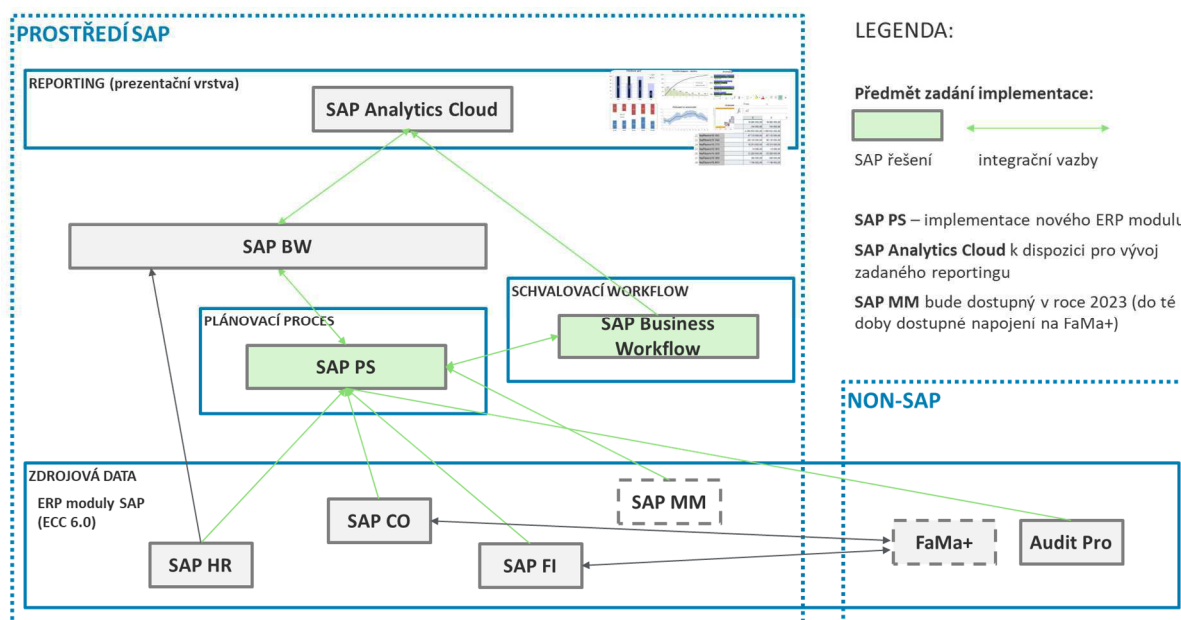 PROSTŘEDÍ SAP
REPORTING (prezentační vrstva)
SAP Analytics Cloud
SAP BW
SCHVALOVACÍ WORKFLOW
SAP Business
Workflow
PLÁNOVACÍ PROCES
SAP PS
ZDROJOVÁ DATA
ERP moduly SAP
(ECC 6.0)
SAP HR
SAP CO
SAP FI
SAP MM
NON-SAP
FaMa+
Audit Pro
LEGENDA:
Předmět zadání implementace:
SAP řešení
integrační vazby
SAP PS – implementace nového ERP modulu
SAP Analytics Cloud k dispozici pro vývoj
zadaného reportingu
SAP MM bude dostupný v roce 2023 (do té
doby dostupné napojení na FaMa+)